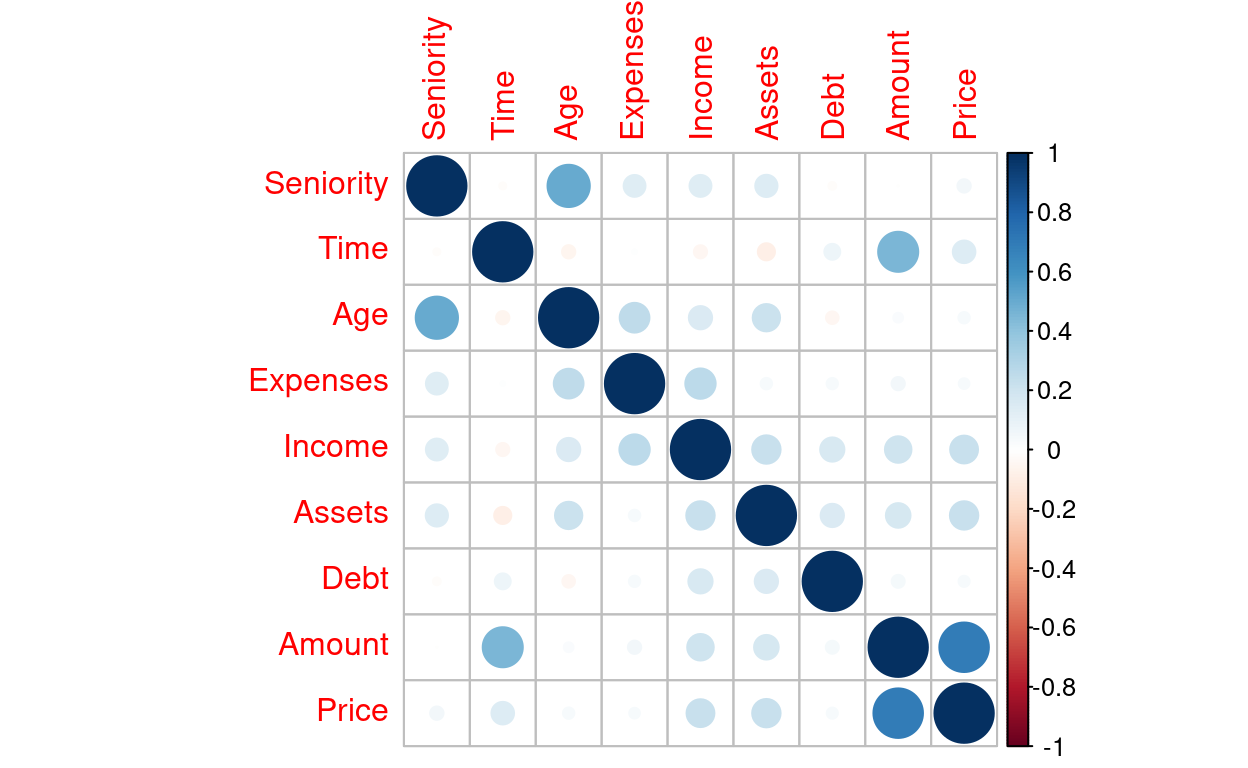 Seniority
Time
Age
Expenses
Income
Assets
Debt
Amount
Price
Seniority
Time
Age
Expenses
Income
Assets
Debt
Amount
Price
1
0.8
0.6
0.4
0.2
0
-0.2
-0.4
-0.6
-0.8
-1